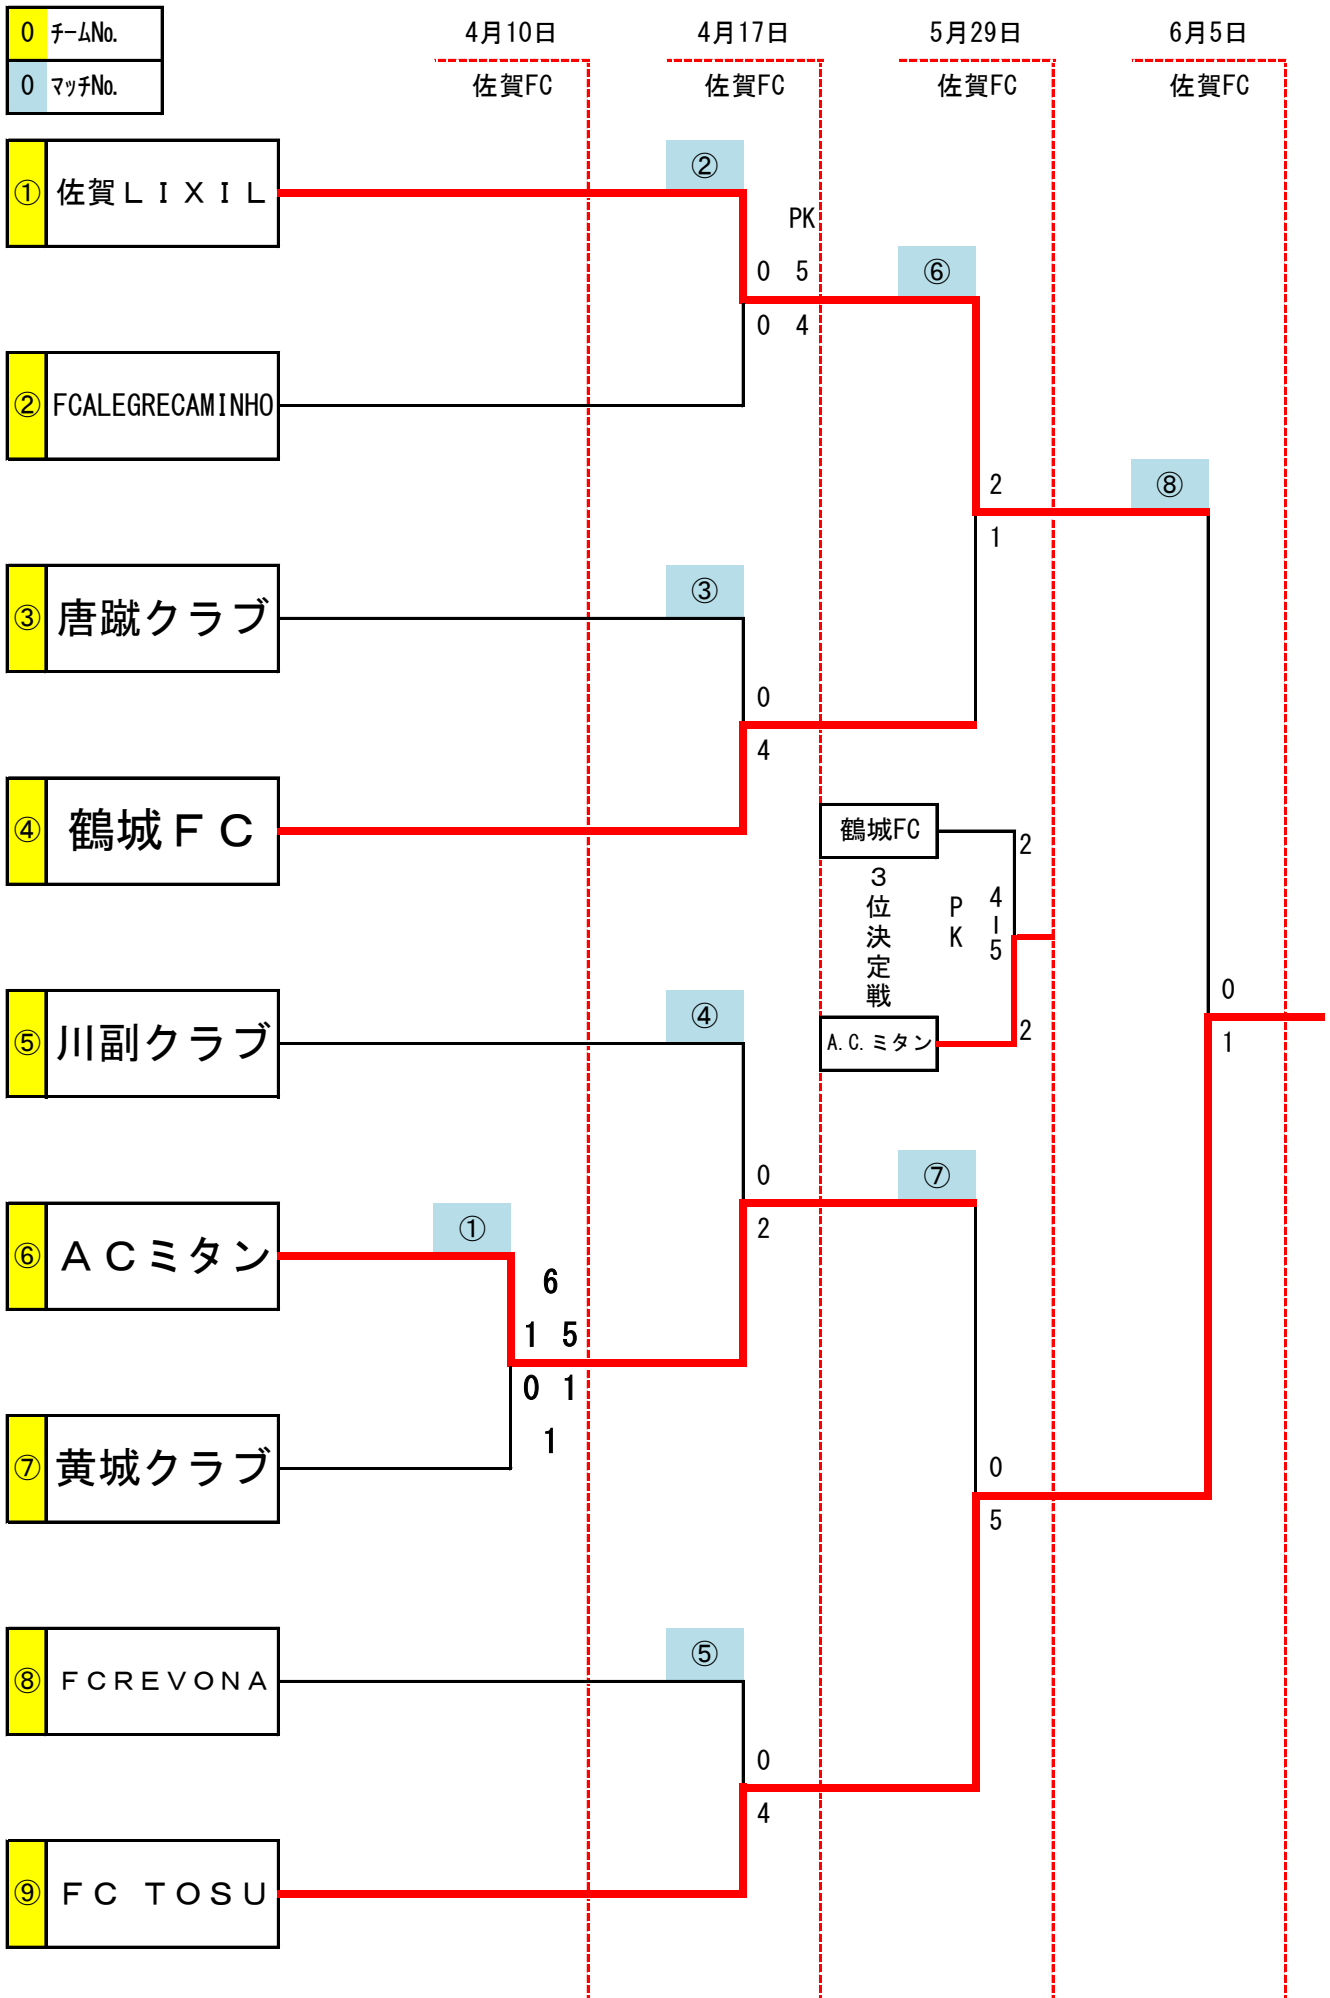 0 ﾁｰﾑNo.
0 ﾏｯﾁNo.
4月10日 4月17日 5月29日 6月5日
佐賀FC 佐賀FC 佐賀FC 佐賀FC
① 佐賀ＬＩＸＩＬ
②
PK
0 5
0 4
⑥
② FCALEGRECAMINHO
2
1
⑧
③ 唐蹴クラブ
③
0
4
④ 鶴城ＦＣ
鶴城FC
2
３位決定戦
PK
4
|
5
A.C.ミタン
2
0
1
⑤ 川副クラブ
④
0
2
⑦
⑥ ＡＣミタン
①
6
1 5
0 1
1
⑦ 黄城クラブ
0
5
⑧ ＦＣＲＥＶＯＮＡ
⑤
0
4
⑨ ＦＣ ＴＯＳＵ